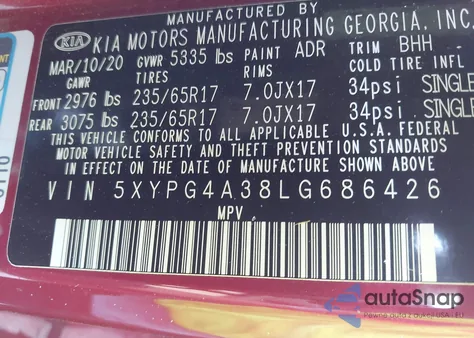 MANUFACTURED BY
KIA KIA MOTORS MANUFACTURING GEORGIA, INC
MAR/10/20 GVWR 5335 lbs PAINT ADR TRIM BHH
GAWR TIRES RIMS COLD TIRE INFL
FRONT 2976 lbs 235/65R17 7.0JX17 34psi SINGLE
REAR 3075 lbs 235/65R17 7.0JX17 34psi SINGLE
THIS VEHICLE CONFORMS TO ALL APPLICABLE U.S.A. FEDERAL
MOTOR VEHICLE SAFETY AND THEFT PREVENTION STANDARDS
IN EFFECT ON THE DATE OF MANUFACTURE SHOWN ABOVE
VIN 5XYPG4A38LG686426
MPV
autaSnap